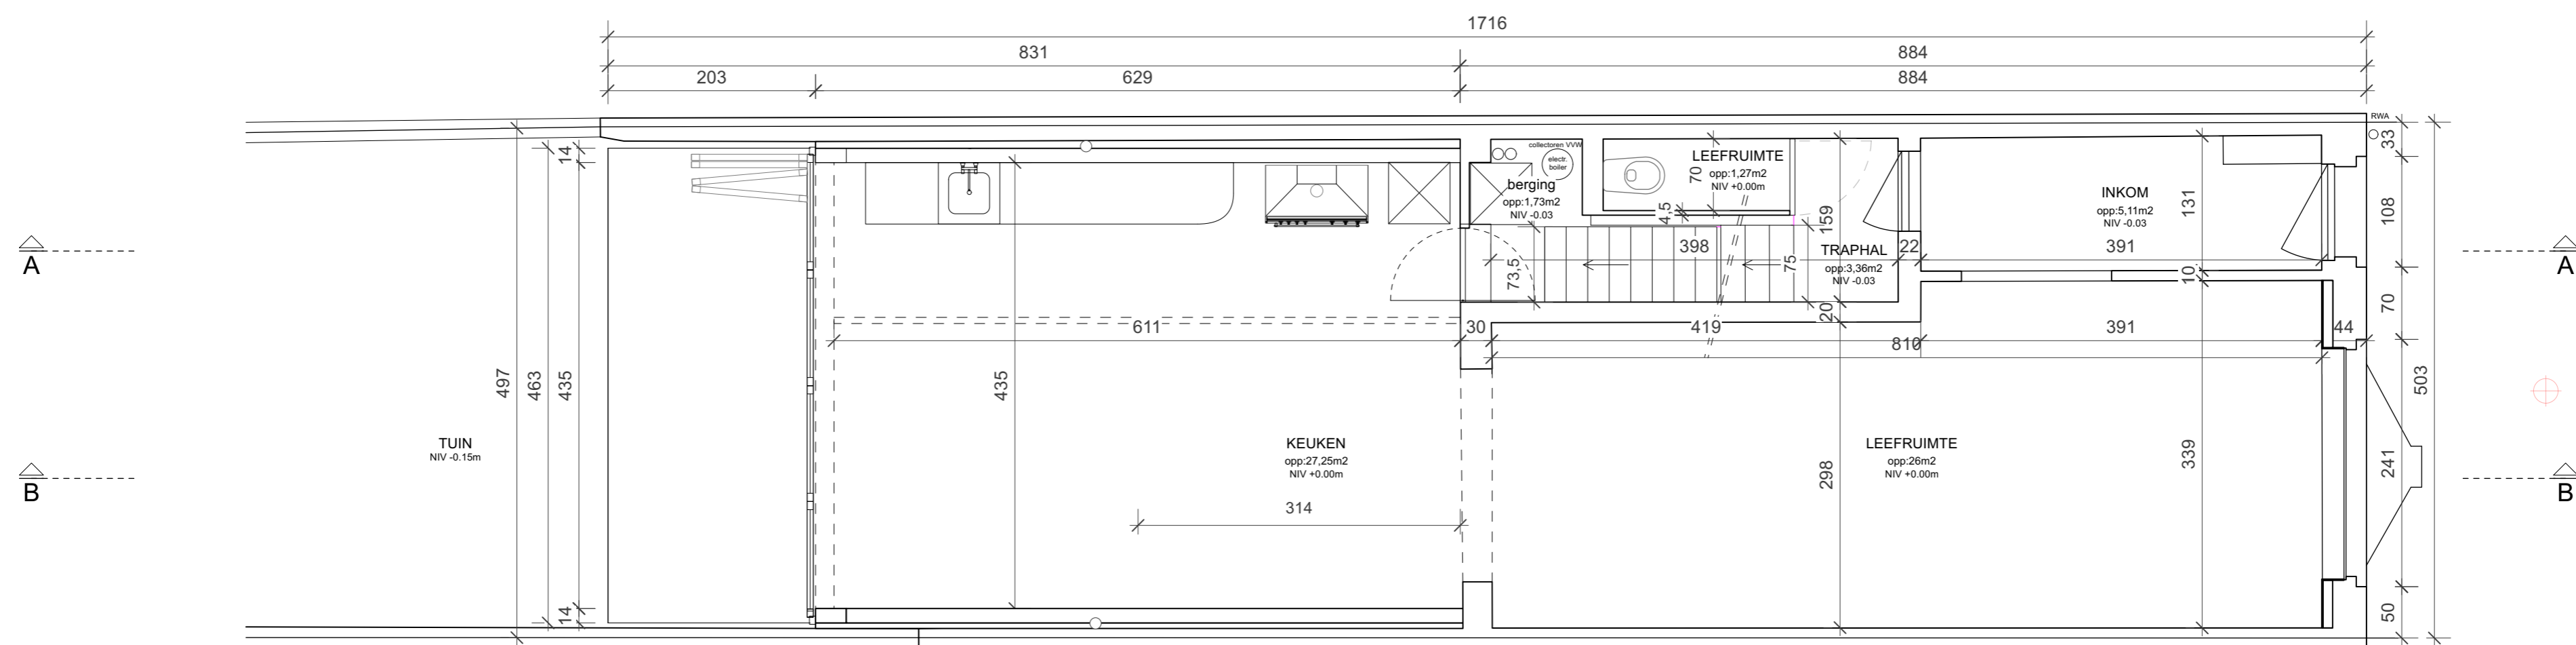 1716
831
884
203
629
884
RWA
33
14
collectoren VVW
electr.
boiler
LEEFRUIMTE
opp:1,27m2
NIV +0.00m
70
berging
opp:1,73m2
NIV -0.03
4,5
INKOM
opp:5,11m2
NIV -0.03
131
108
159
A
398
TRAPHAL
opp:3,36m2
NIV -0.03
22
391
A
73,5
75
10
20
70
611
30
419
391
44
810
497
463
435
435
503
TUIN
NIV -0.15m
KEUKEN
opp:27,25m2
NIV +0.00m
LEEFRUIMTE
opp:26m2
NIV +0.00m
298
339
241
B
B
314
14
50